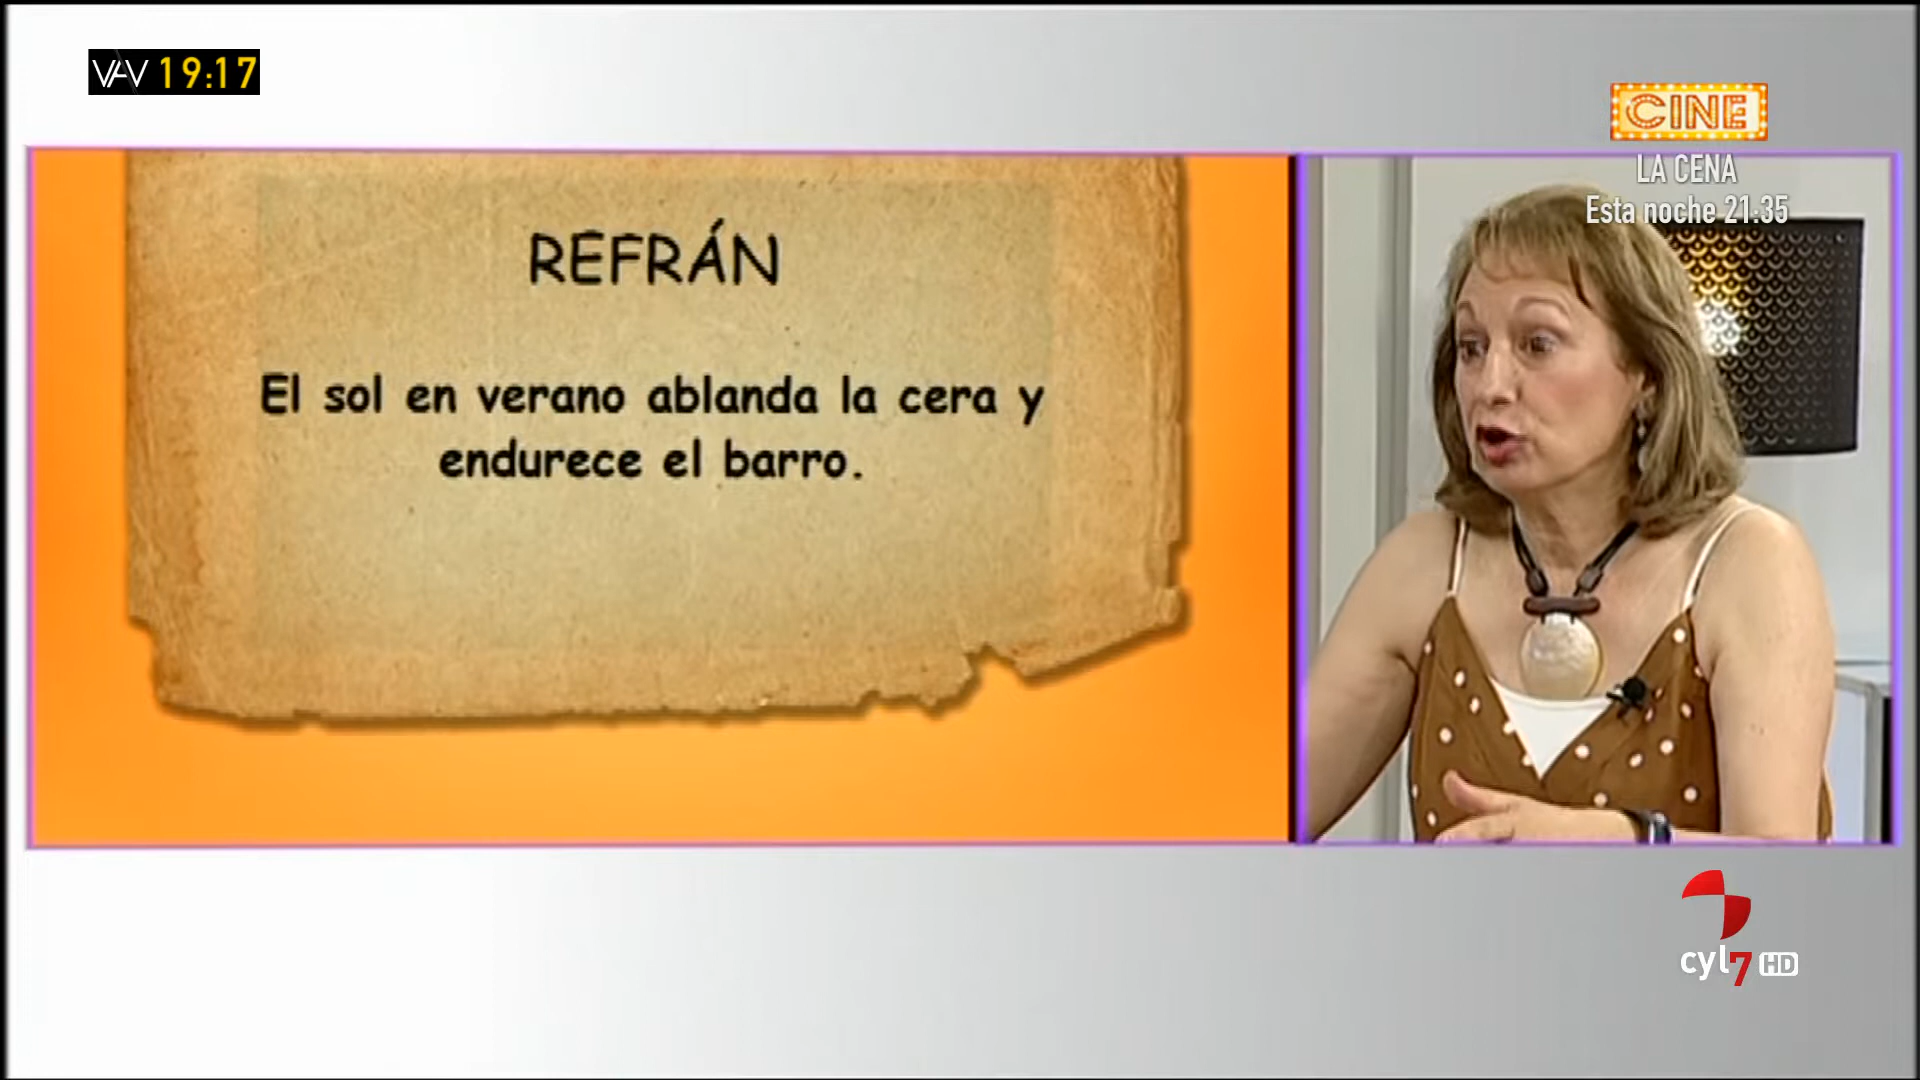 VAV 19:17
CINE
LA CENA
Esta noche 21:35
REFRÁN
El sol en verano ablanda la cera y
endurece el barro.
cyl7 HD